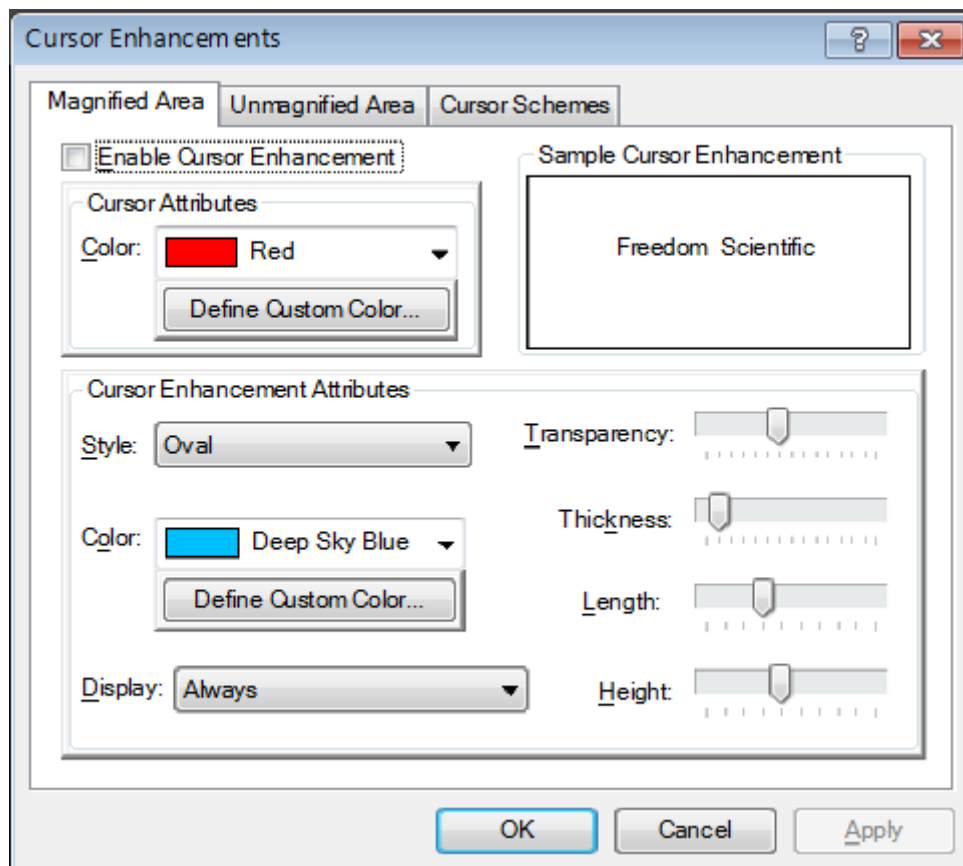 Cursor Enhancements
Magnified Area
Unmagnified Area
Cursor Schemes
Enable Cursor Enhancement
Sample Cursor Enhancement
Cursor Attributes
Color:
Red
Define Custom Color...
Freedom Scientific
Cursor Enhancement Attributes
Style:
Oval
Color:
Deep Sky Blue
Define Custom Color...
Display:
Always
Transparency:
Thickness:
Length:
Height:
OK
Cancel
Apply